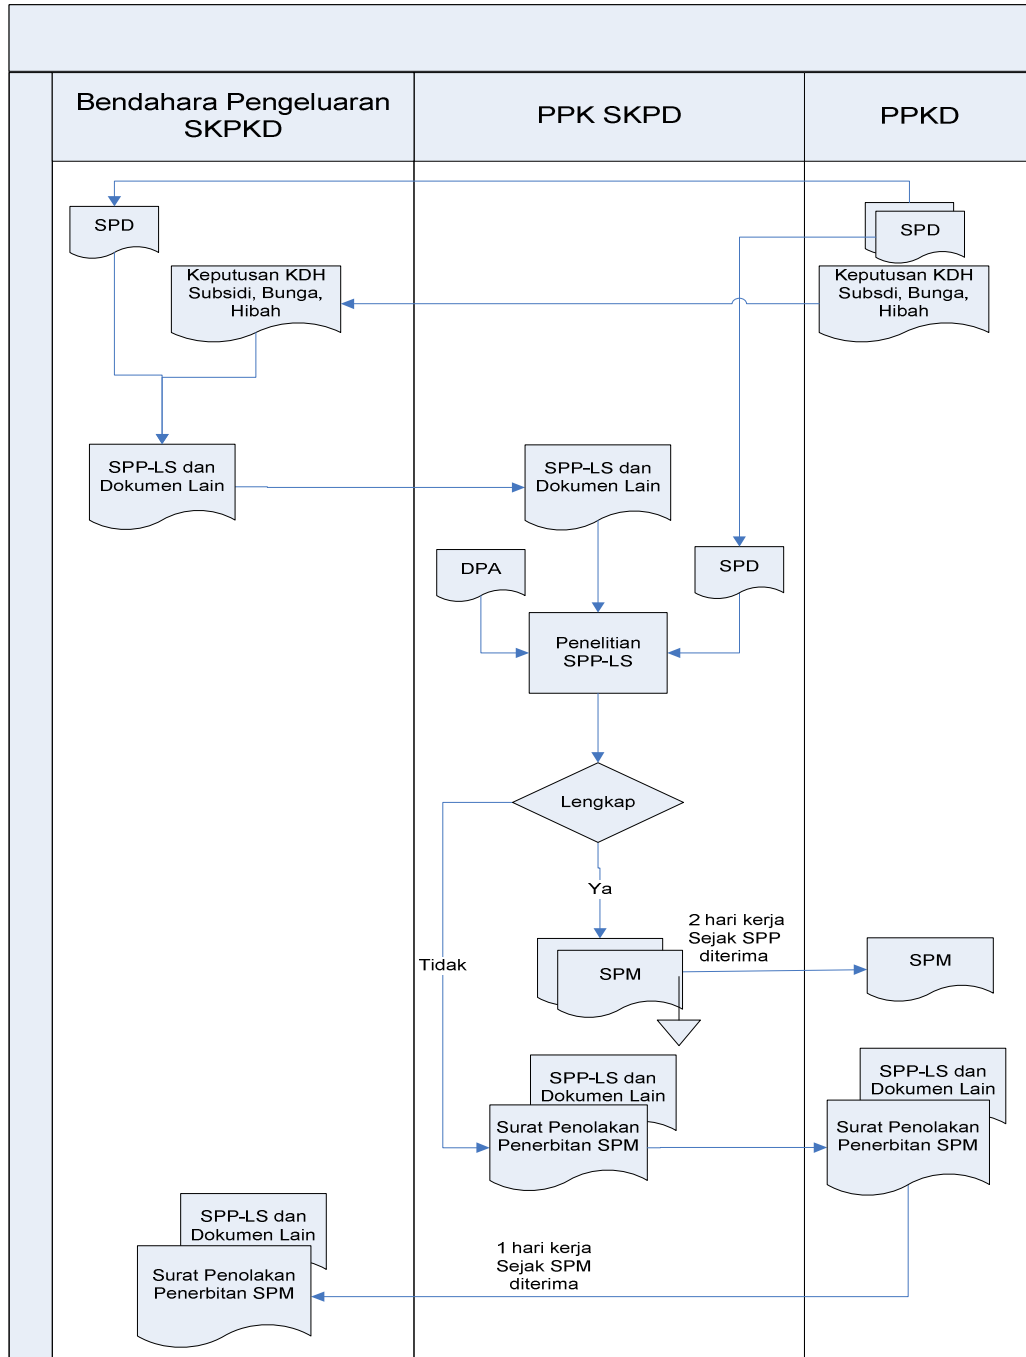 Bendahara Pengeluaran
SKPKD
PPK SKPD
PPKD
SPD
SPD
Keputusan KDH
Subsidi, Bunga,
Hibah
Keputusan KDH
Subsdi, Bunga,
Hibah
SPP-LS dan
Dokumen Lain
SPP-LS dan
Dokumen Lain
DPA
SPD
Penelitian
SPP-LS
Lengkap
Ya
Tidak
2 hari kerja
Sejak SPP
diterima
SPM
SPM
SPP-LS dan
Dokumen Lain
Surat Penolakan
Penerbitan SPM
SPP-LS dan
Dokumen Lain
Surat Penolakan
Penerbitan SPM
SPP-LS dan
Dokumen Lain
Surat Penolakan
Penerbitan SPM
1 hari kerja
Sejak SPM
diterima